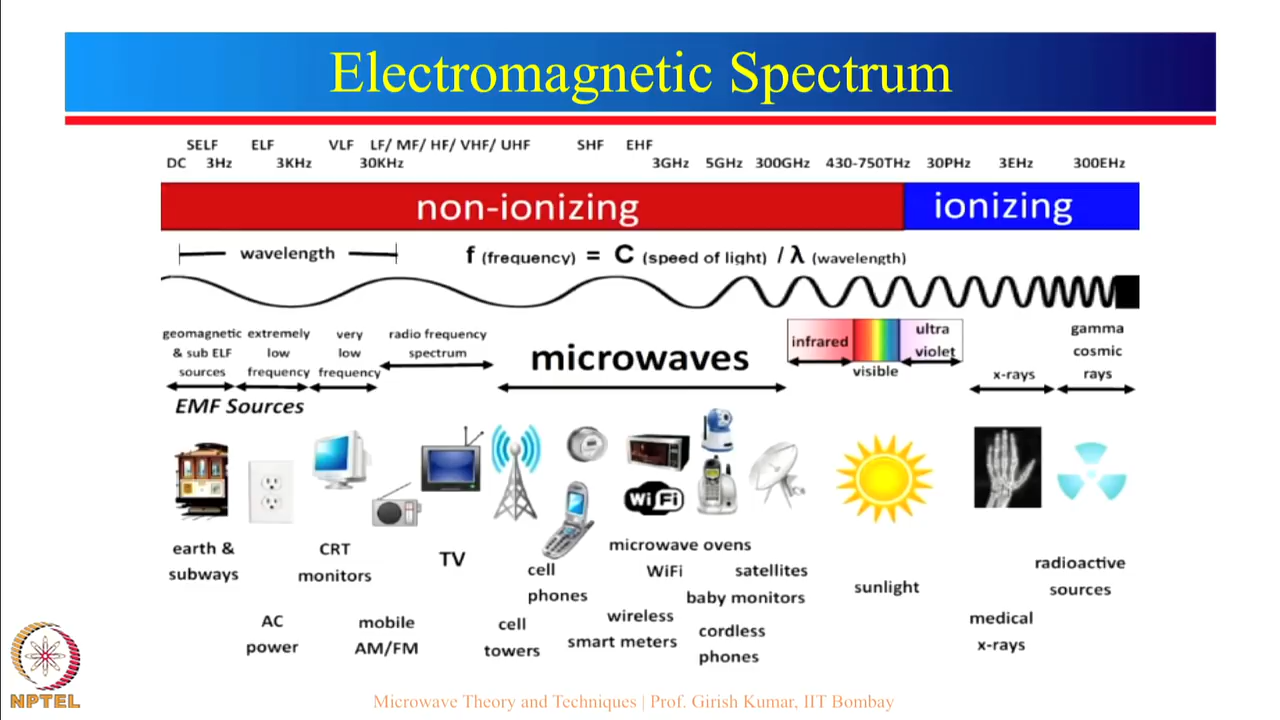 Electromagnetic Spectrum
SELF ELF VLF LF/ MF/ HF/ VHF/ UHF SHF EHF
DC 3Hz 3KHz 30KHz 3GHz 5GHz 300GHz 430-750THz 30PHz 3EHz 300EHz
non-ionizing ionizing
wavelength f (frequency) = C (speed of light) / λ (wavelength)
geomagnetic
& sub ELF
sources
extremely
low
frequency
very
low
frequency
radio frequency
spectrum
microwaves
infrared
visible
ultra
violet
x-rays
gamma
cosmic
rays
EMF Sources
Wi Fi
earth &
subways
AC
power
CRT
monitors
mobile
AM/FM
TV
cell
phones
cell
towers
microwave ovens
WiFi
wireless
smart meters
satellites
baby monitors
cordless
phones
sunlight
medical
x-rays
radioactive
sources
NPTEL
Microwave Theory and Techniques | Prof. Girish Kumar, IIT Bombay